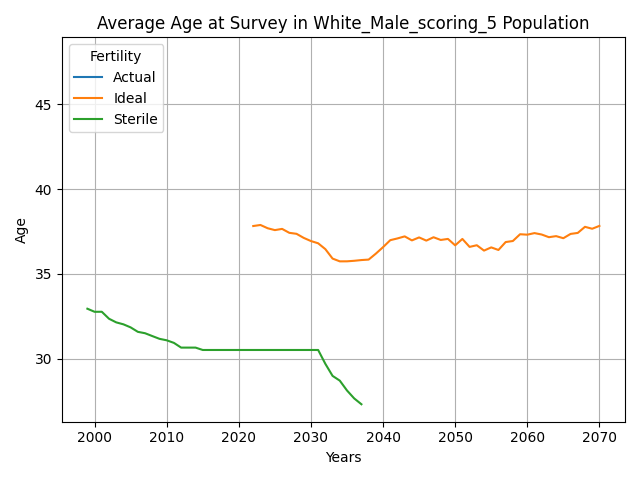 Average Age at Survey in White_Male_scoring_5 Population
Fertility
Actual
Ideal
Sterile
45
40
35
30
Age
2000 2010 2020 2030 2040 2050 2060 2070
Years